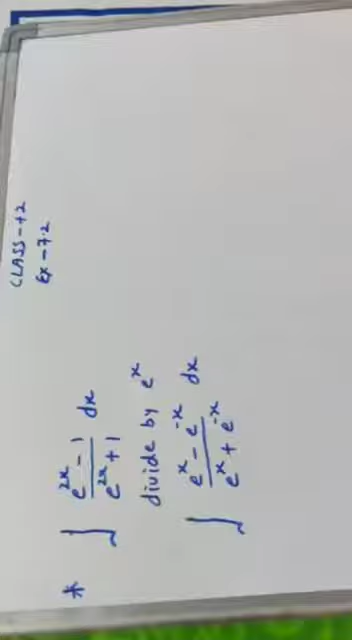 CLASS-+2
Ex-7.2
* ∫ e^2x - 1 / e^2x + 1 dx
divide by e^x
∫ e^x - e^-x / e^x + e^-x dx